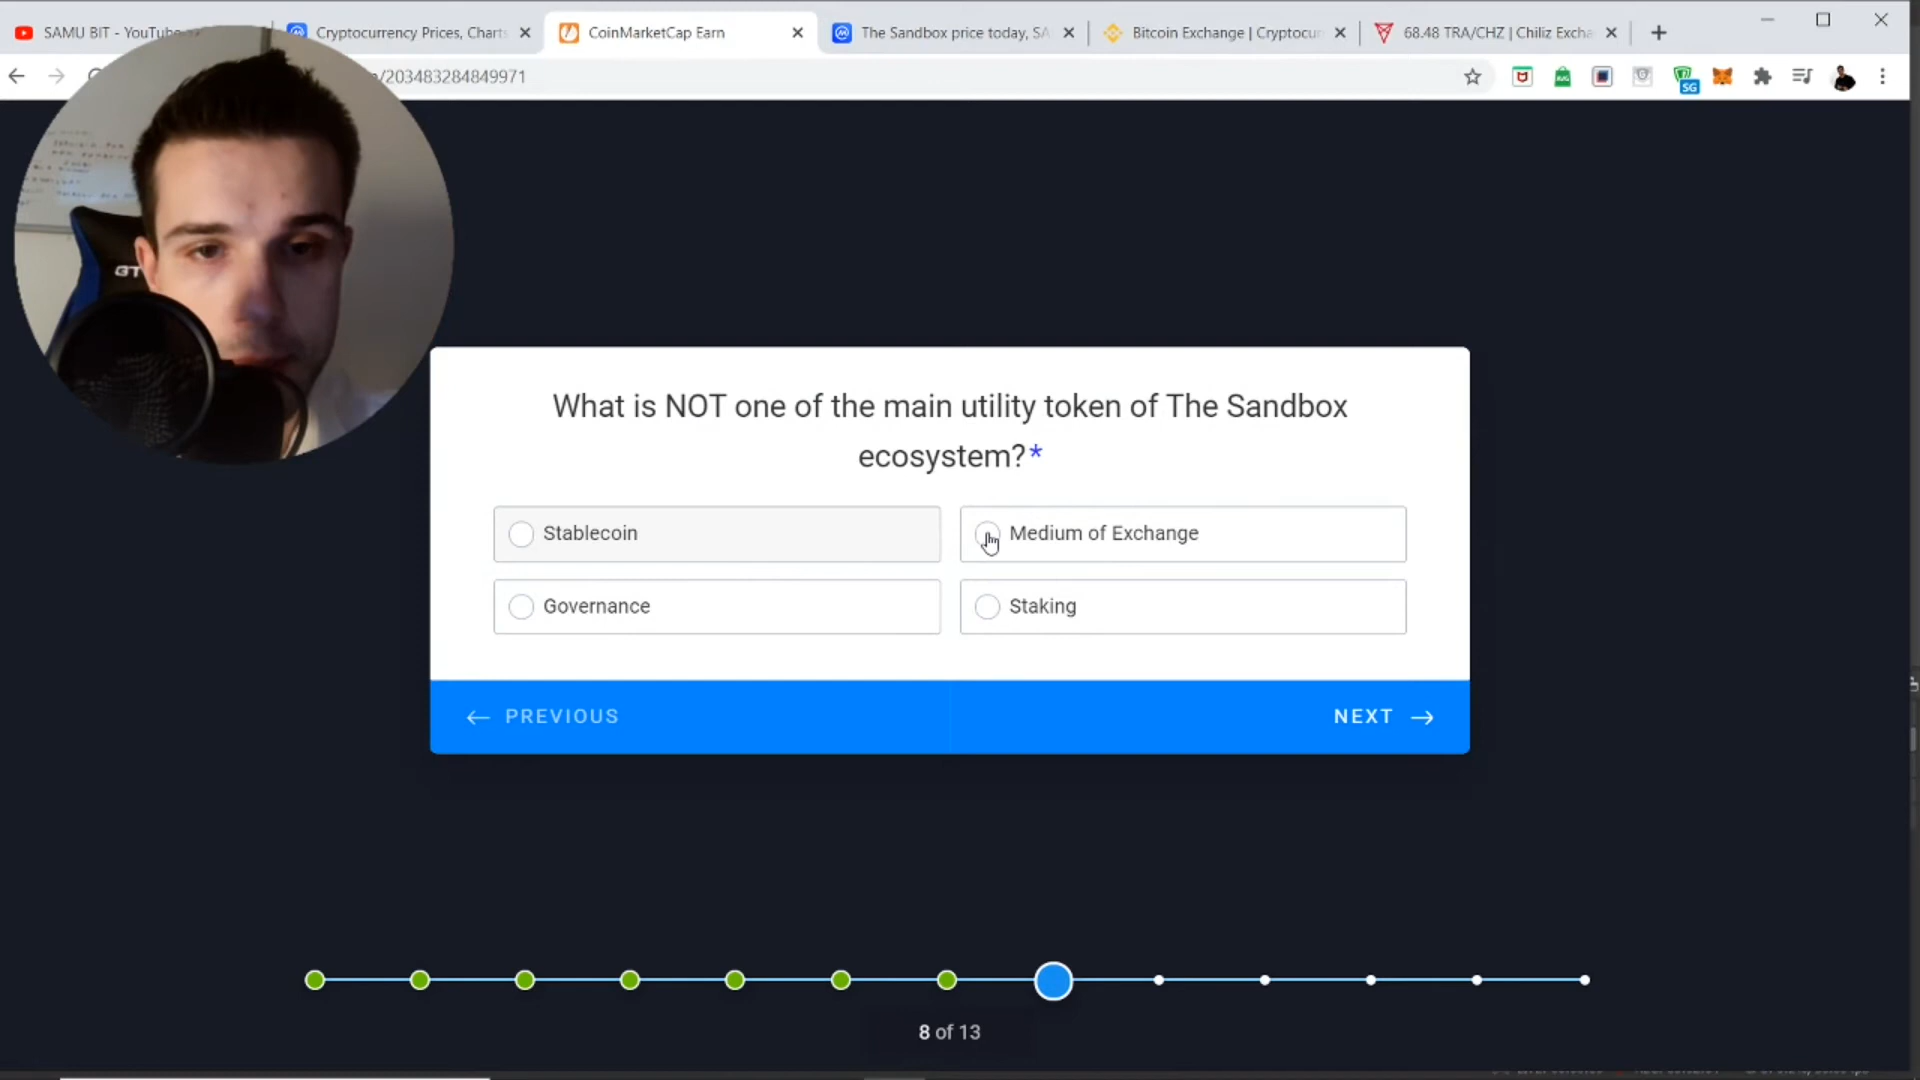 SAMU BIT - YouTube
Cryptocurrency Prices, Charts
CoinMarketCap Earn
The Sandbox price today, SA
Bitcoin Exchange | Cryptocur
68.48 TRA/CHZ | Chiliz Excha
/203483284849971
SG
GT
What is NOT one of the main utility token of The Sandbox
ecosystem?*
Stablecoin
Medium of Exchange
Governance
Staking
PREVIOUS
NEXT
8 of 13